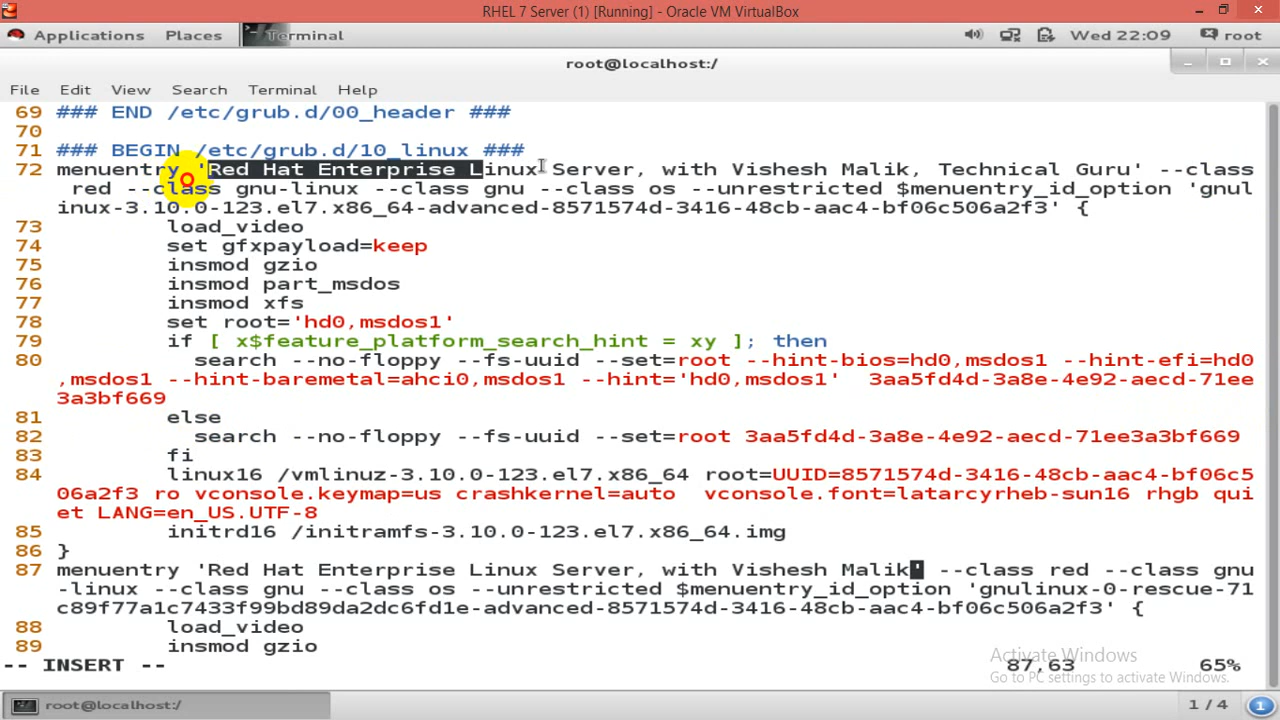 RHEL 7 Server (1) [Running] - Oracle VM VirtualBox
Applications Places Terminal Wed 22:09 root
root@localhost:/
File Edit View Search Terminal Help
69 ### END /etc/grub.d/00_header ###
70
71 ### BEGIN /etc/grub.d/10_linux ###
72 menuentry 'Red Hat Enterprise Linux Server, with Vishesh Malik, Technical Guru' --class
red --class gnu-linux --class gnu --class os --unrestricted $menuentry_id_option 'gnul
inux-3.10.0-123.el7.x86_64-advanced-8571574d-3416-48cb-aac4-bf06c506a2f3' {
73 load_video
74 set gfxpayload=keep
75 insmod gzio
76 insmod part_msdos
77 insmod xfs
78 set root='hd0,msdos1'
79 if [ x$feature_platform_search_hint = xy ]; then
80 search --no-floppy --fs-uuid --set=root --hint-bios=hd0,msdos1 --hint-efi=hd0
,msdos1 --hint-baremetal=ahci0,msdos1 --hint='hd0,msdos1'  3aa5fd4d-3a8e-4e92-aecd-71ee
3a3bf669
81 else
82 search --no-floppy --fs-uuid --set=root 3aa5fd4d-3a8e-4e92-aecd-71ee3a3bf669
83 fi
84 linux16 /vmlinuz-3.10.0-123.el7.x86_64 root=UUID=8571574d-3416-48cb-aac4-bf06c5
06a2f3 ro vconsole.keymap=us crashkernel=auto  vconsole.font=latarcyrheb-sun16 rhgb qui
et LANG=en_US.UTF-8
85 initrd16 /initramfs-3.10.0-123.el7.x86_64.img
86 }
87 menuentry 'Red Hat Enterprise Linux Server, with Vishesh Malik' --class red --class gnu
-linux --class gnu --class os --unrestricted $menuentry_id_option 'gnulinux-0-rescue-71
c89f77a1c7433f99bd89da2dc6fd1e-advanced-8571574d-3416-48cb-aac4-bf06c506a2f3' {
88 load_video
89 insmod gzio
-- INSERT -- 87,63 65%
Activate Windows
Go to PC settings to activate Windows.
root@localhost:/ 1 / 4 1